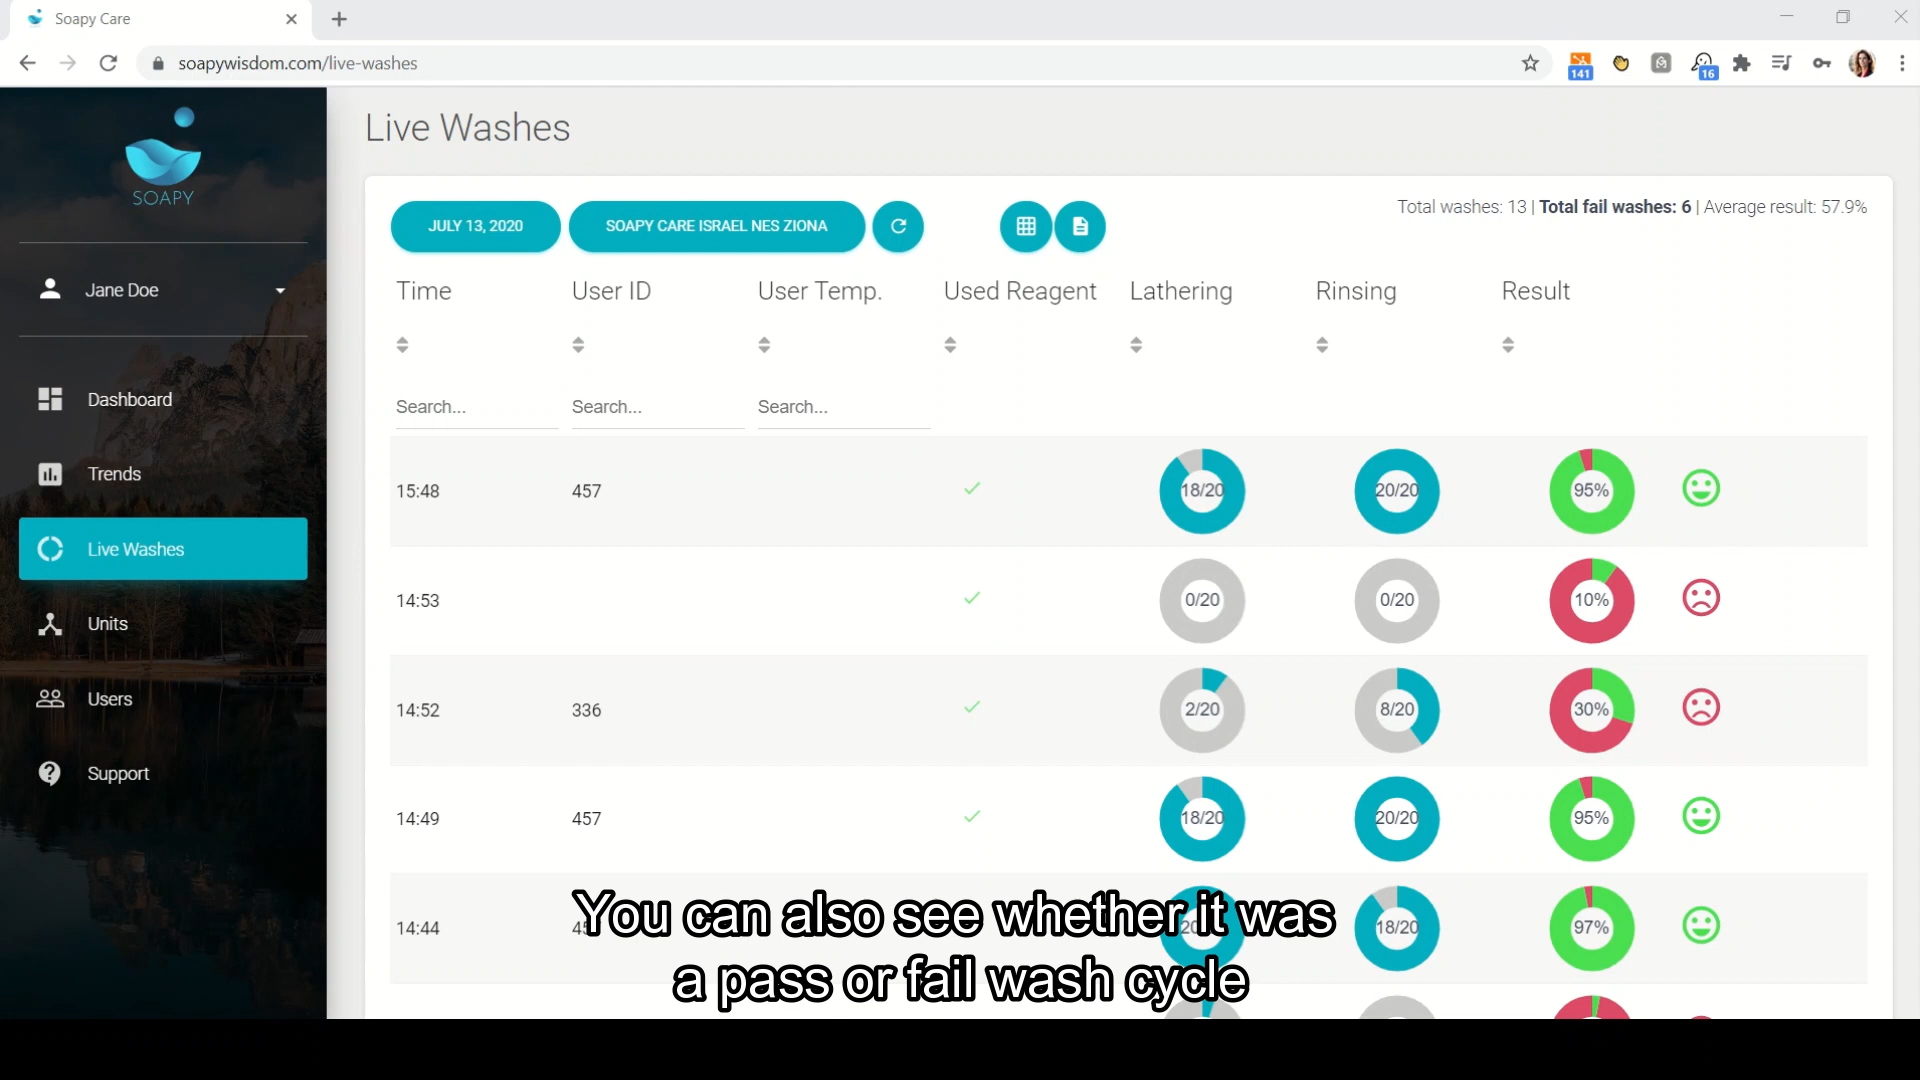 Soapy Care
soapywisdom.com/live-washes
141
16
SOAPY
Jane Doe
Dashboard
Trends
Live Washes
Units
Users
Support
Live Washes
JULY 13, 2020
SOAPY CARE ISRAEL NES ZIONA
Total washes: 13 | Total fail washes: 6 | Average result: 57.9%
Time User ID User Temp. Used Reagent Lathering Rinsing Result
Search... Search... Search...
15:48 457 18/20 20/20 95%
14:53 0/20 0/20 10%
14:52 336 2/20 8/20 30%
14:49 457 18/20 20/20 95%
14:44 18/20 97%
You can also see whether it was
a pass or fail wash cycle